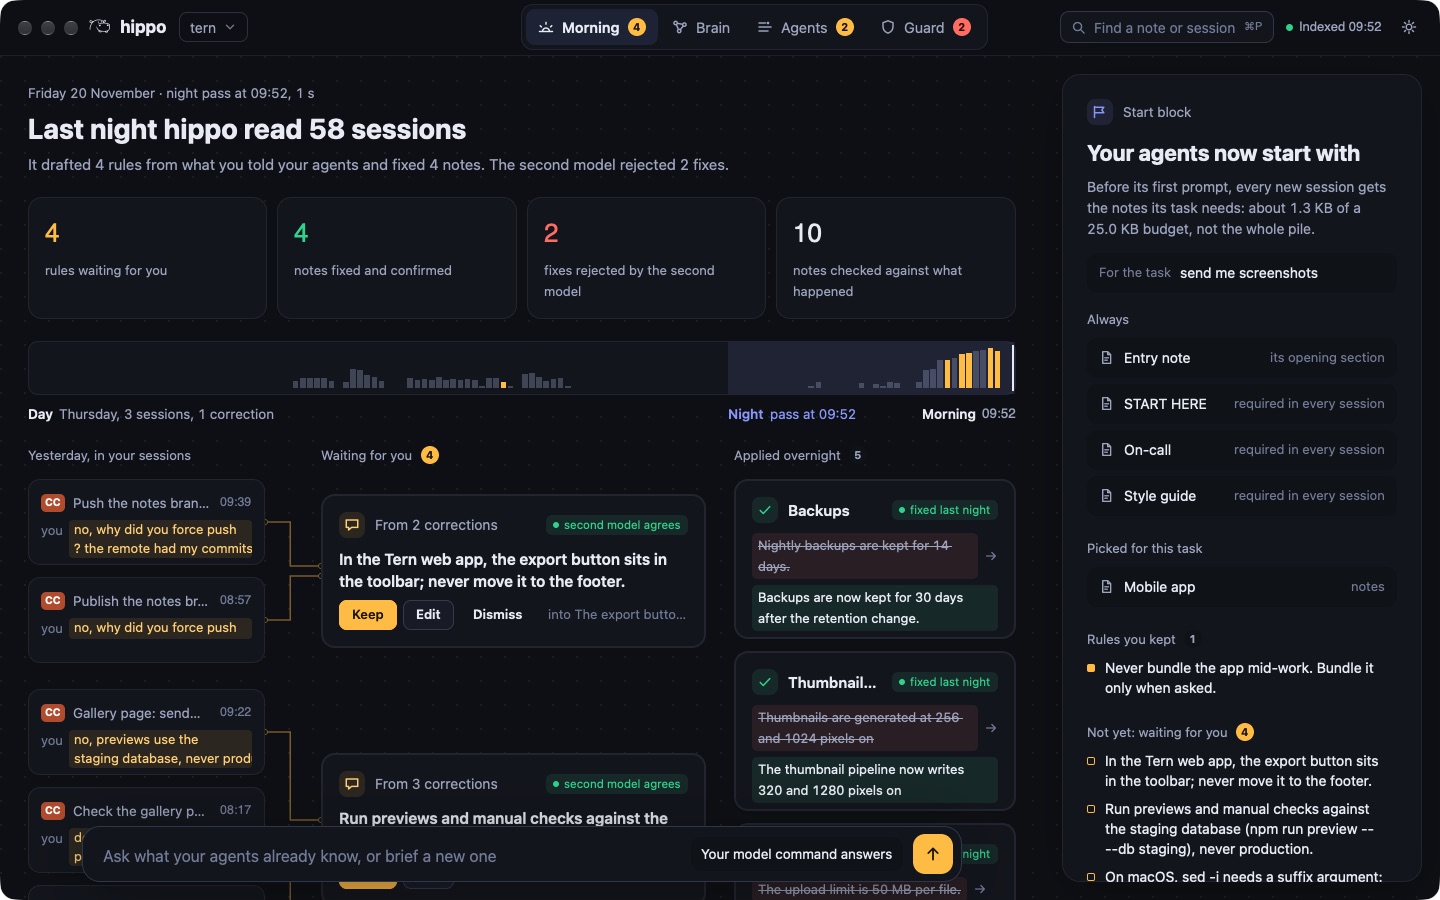 hippo
tern
Morning 4
Brain
Agents 2
Guard 2
Find a note or session ⌘P
Indexed 09:52
Friday 20 November · night pass at 09:52, 1 s
Last night hippo read 58 sessions
It drafted 4 rules from what you told your agents and fixed 4 notes. The second model rejected 2 fixes.
4
rules waiting for you
4
notes fixed and confirmed
2
fixes rejected by the second
model
10
notes checked against what
happened
Day Thursday, 3 sessions, 1 correction
Night pass at 09:52
Morning 09:52
Yesterday, in your sessions
CC Push the notes bran... 09:39
you no, why did you force push
? the remote had my commits
CC Publish the notes br... 08:57
you no, why did you force push
CC Gallery page: send... 09:22
you no, previews use the
staging database, never prod
CC Check the gallery p... 08:17
you
Waiting for you 4
From 2 corrections
second model agrees
In the Tern web app, the export button sits in
the toolbar; never move it to the footer.
Keep
Edit
Dismiss
into The export butto...
From 3 corrections
second model agrees
Run previews and manual checks against the
Applied overnight 5
Backups
fixed last night
Nightly backups are kept for 14
days.
Backups are now kept for 30 days
after the retention change.
Thumbnail...
fixed last night
Thumbnails are generated at 256
and 1024 pixels on
The thumbnail pipeline now writes
320 and 1280 pixels on
night
The upload limit is 50 MB per file.
Ask what your agents already know, or brief a new one
Your model command answers
Start block
Your agents now start with
Before its first prompt, every new session gets
the notes its task needs: about 1.3 KB of a
25.0 KB budget, not the whole pile.
For the task send me screenshots
Always
Entry note its opening section
START HERE required in every session
On-call required in every session
Style guide required in every session
Picked for this task
Mobile app notes
Rules you kept 1
Never bundle the app mid-work. Bundle it
only when asked.
Not yet: waiting for you 4
In the Tern web app, the export button sits
in the toolbar; never move it to the footer.
Run previews and manual checks against
the staging database (npm run preview --
--db staging), never production.
On macOS, sed -i needs a suffix argument: